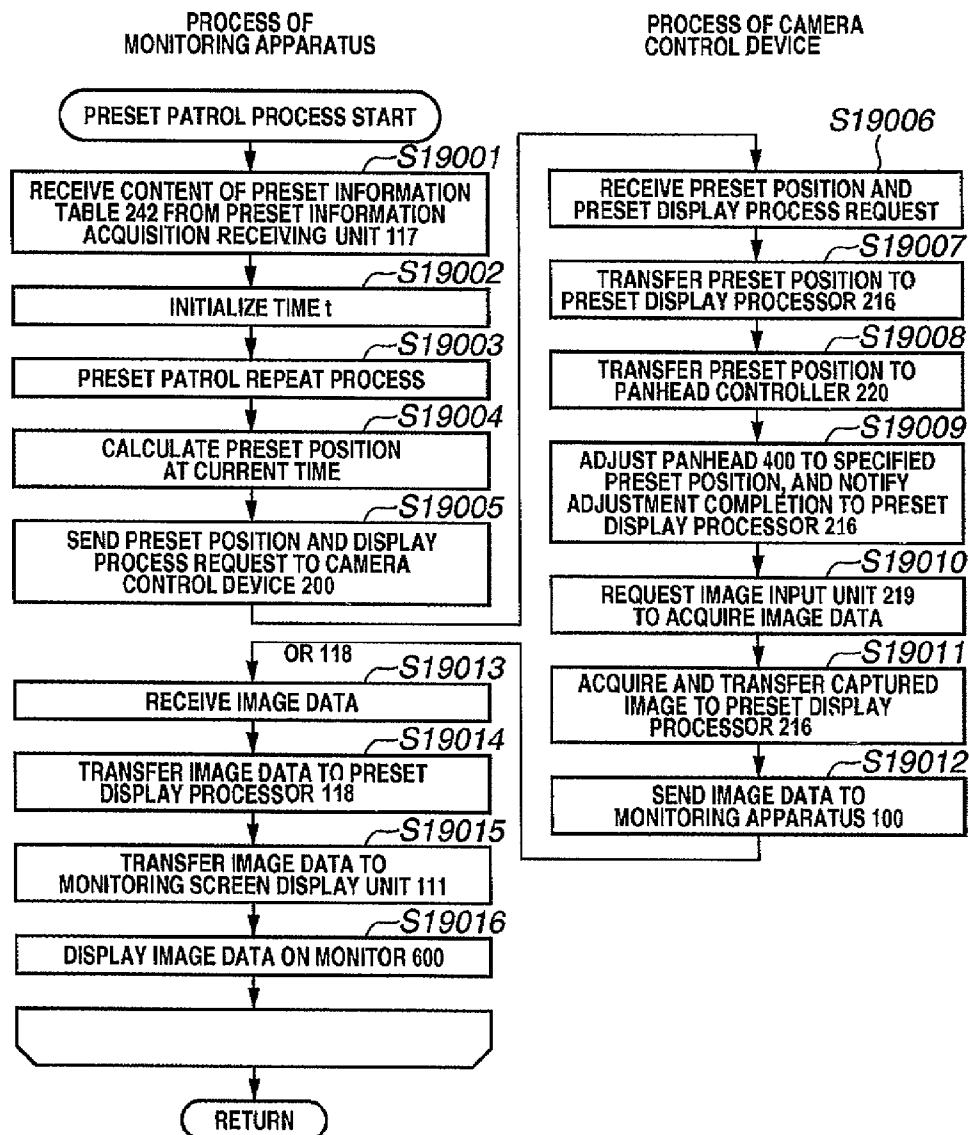 PROCESS OF
MONITORING APPARATUS
PRESET PATROL PROCESS START
S19001
RECEIVE CONTENT OF PRESET INFORMATION
TABLE 242 FROM PRESET INFORMATION
ACQUISITION RECEIVING UNIT 117
S19002
INITIALIZE TIME t
S19003
PRESET PATROL REPEAT PROCESS
S19004
CALCULATE PRESET POSITION
AT CURRENT TIME
S19005
SEND PRESET POSITION AND DISPLAY
PROCESS REQUEST TO CAMERA
CONTROL DEVICE 200
PROCESS OF CAMERA
CONTROL DEVICE
S19006
RECEIVE PRESET POSITION AND
PRESET DISPLAY PROCESS REQUEST
S19007
TRANSFER PRESET POSITION TO
PRESET DISPLAY PROCESSOR 216
S19008
TRANSFER PRESET POSITION TO
PANHEAD CONTROLLER 220
S19009
ADJUST PANHEAD 400 TO SPECIFIED
PRESET POSITION, AND NOTIFY
ADJUSTMENT COMPLETION TO PRESET
DISPLAY PROCESSOR 216
S19010
REQUEST IMAGE INPUT UNIT 219
TO ACQUIRE IMAGE DATA
S19011
ACQUIRE AND TRANSFER CAPTURED
IMAGE TO PRESET DISPLAY
PROCESSOR 216
S19012
SEND IMAGE DATA TO
MONITORING APPARATUS 100
OR 118
S19013
RECEIVE IMAGE DATA
S19014
TRANSFER IMAGE DATA TO PRESET
DISPLAY PROCESSOR 118
S19015
TRANSFER IMAGE DATA TO
MONITORING SCREEN DISPLAY UNIT 111
S19016
DISPLAY IMAGE DATA ON MONITOR 600
RETURN